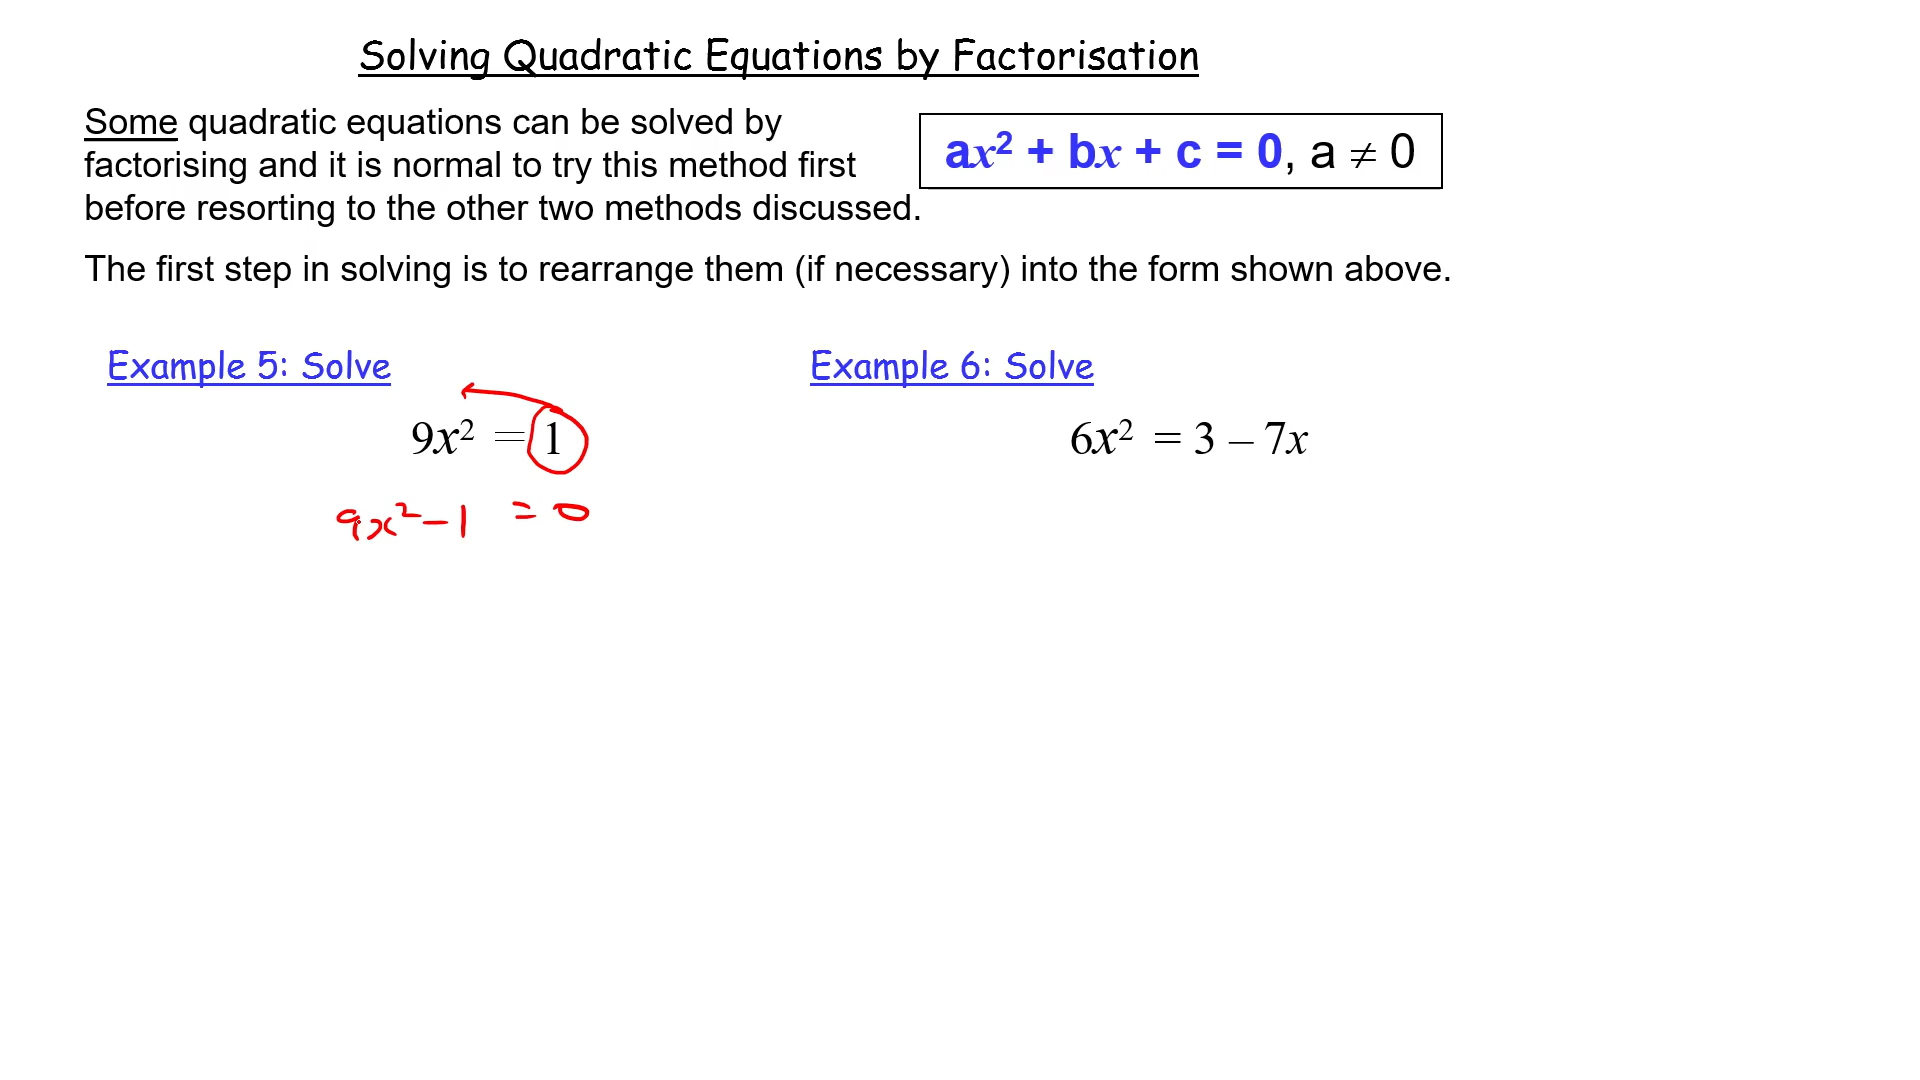 Solving Quadratic Equations by Factorisation
Some quadratic equations can be solved by
factorising and it is normal to try this method first
before resorting to the other two methods discussed.
ax² + bx + c = 0, a ≠ 0
The first step in solving is to rearrange them (if necessary) into the form shown above.
Example 5: Solve
9x² = 1
9x² - 1 = 0
Example 6: Solve
6x² = 3 – 7x